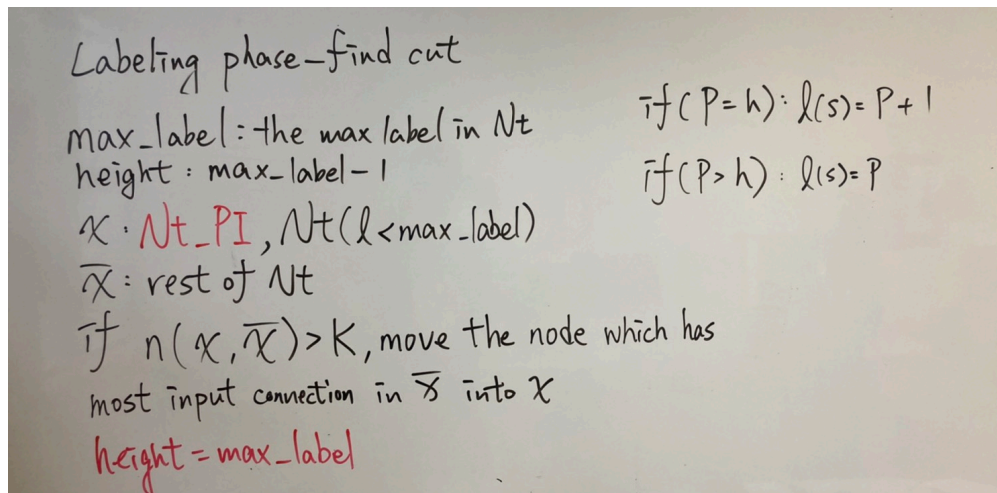 Labeling phase-find cut
max_label: the max label in Nt
height: max_label-1
X: Nt_PI, Nt(l<max_label)
X̅: rest of Nt
if n(X, X̅)>K, move the node which has
most input connection in X̅ into X
height=max_label
if(P=h): l(s)=P+1
if(P>h): l(s)=P